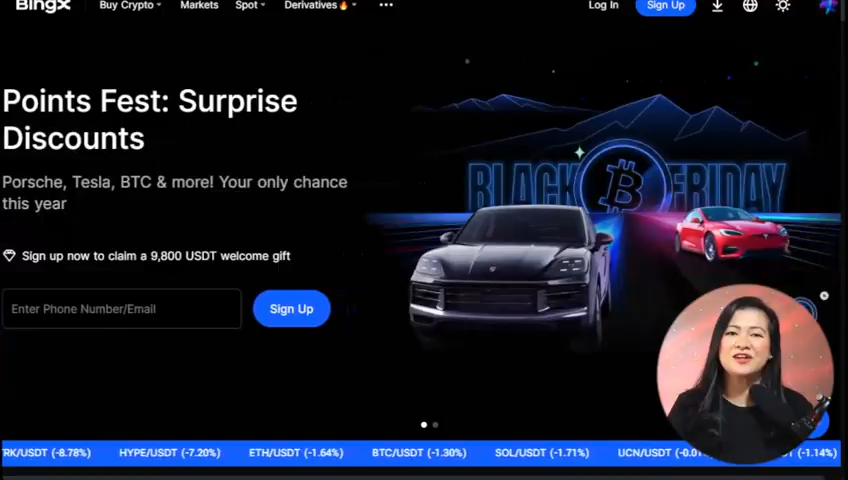 BingX Buy Crypto Markets Spot Derivatives Log In Sign Up
Points Fest: Surprise
Discounts
Porsche, Tesla, BTC & more! Your only chance
this year
BLACK FRIDAY
Sign up now to claim a 9,800 USDT welcome gift
Enter Phone Number/Email Sign Up
RK/USDT (-8.78%) HYPE/USDT (-7.20%) ETH/USDT (-1.64%) BTC/USDT (-1.30%) SOL/USDT (-1.71%) UCN/USDT (-0.0 (-1.14%)